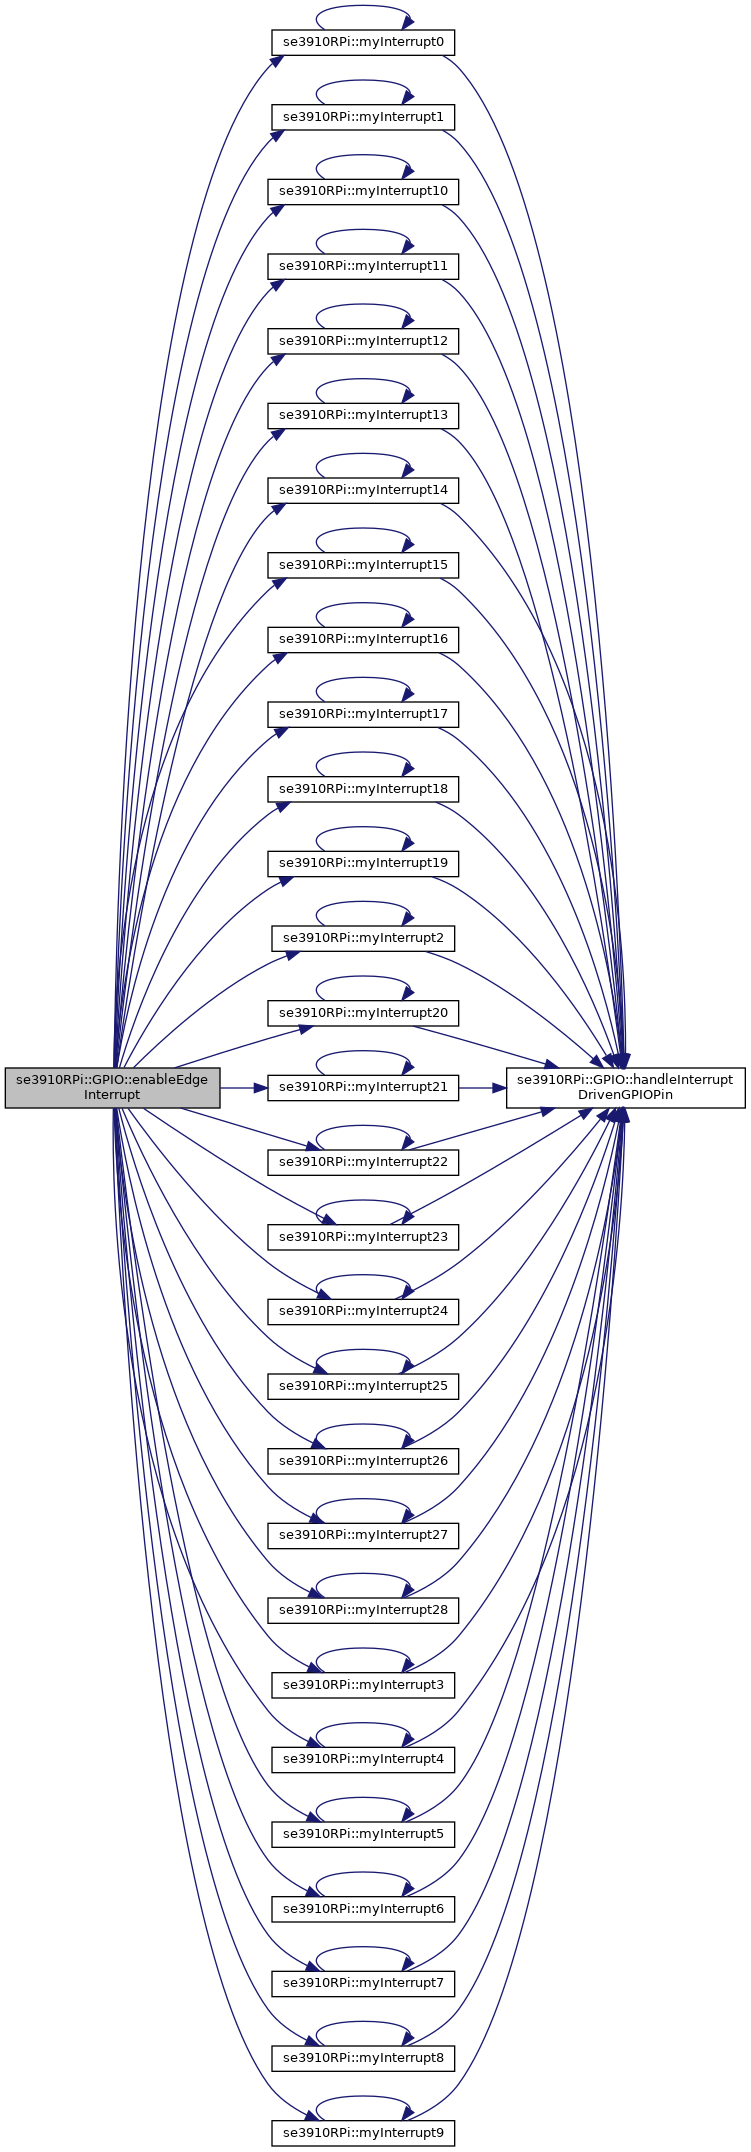 se3910RPi::myInterrupt0
se3910RPi::myInterrupt1
se3910RPi::myInterrupt10
se3910RPi::myInterrupt11
se3910RPi::myInterrupt12
se3910RPi::myInterrupt13
se3910RPi::myInterrupt14
se3910RPi::myInterrupt15
se3910RPi::myInterrupt16
se3910RPi::myInterrupt17
se3910RPi::myInterrupt18
se3910RPi::myInterrupt19
se3910RPi::myInterrupt2
se3910RPi::myInterrupt20
se3910RPi::GPIO::enableEdge
Interrupt
se3910RPi::myInterrupt21
se3910RPi::GPIO::handleInterrupt
DrivenGPIOPin
se3910RPi::myInterrupt22
se3910RPi::myInterrupt23
se3910RPi::myInterrupt24
se3910RPi::myInterrupt25
se3910RPi::myInterrupt26
se3910RPi::myInterrupt27
se3910RPi::myInterrupt28
se3910RPi::myInterrupt3
se3910RPi::myInterrupt4
se3910RPi::myInterrupt5
se3910RPi::myInterrupt6
se3910RPi::myInterrupt7
se3910RPi::myInterrupt8
se3910RPi::myInterrupt9